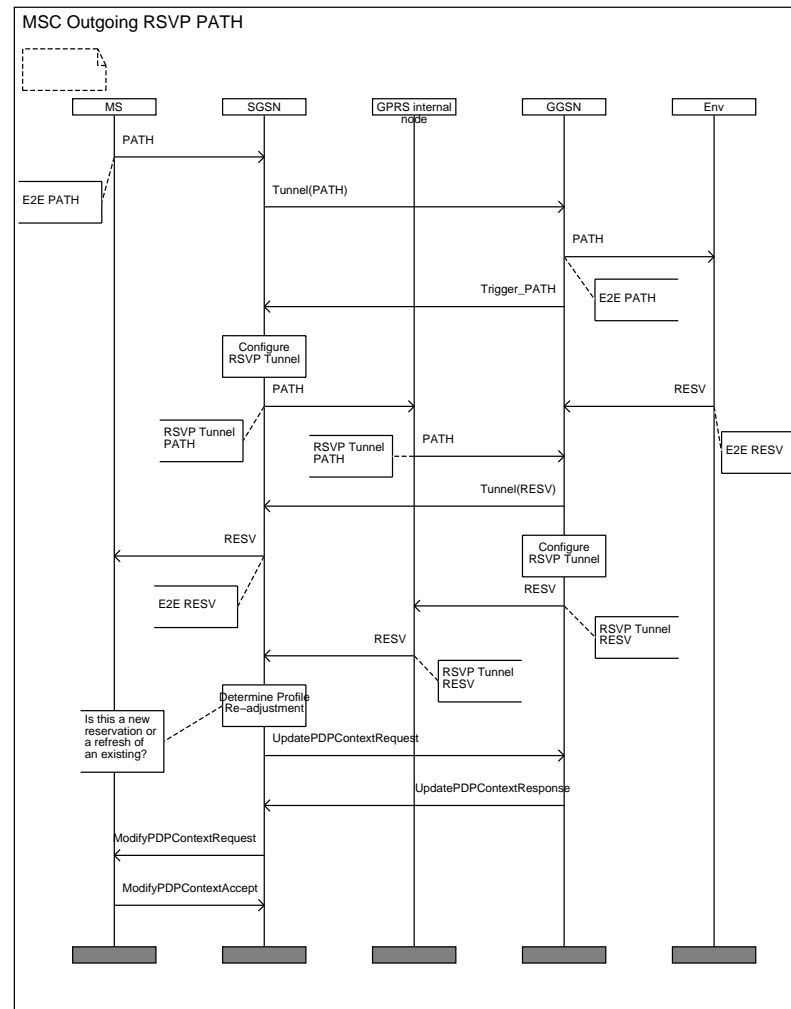 MSC Outgoing RSVP PATH
MS
SGSN
GPRS internal
node
GGSN
Env
PATH
E2E PATH
Tunnel(PATH)
PATH
Trigger_PATH
E2E PATH
Configure
RSVP Tunnel
PATH
RESV
RSVP Tunnel
PATH
RSVP Tunnel
PATH
PATH
E2E RESV
Tunnel(RESV)
RESV
Configure
RSVP Tunnel
E2E RESV
RESV
RSVP Tunnel
RESV
RESV
RSVP Tunnel
RESV
Determine Profile
Re-adjustment
Is this a new
reservation or
a refresh of
an existing?
UpdatePDPContextRequest
UpdatePDPContextResponse
ModifyPDPContextRequest
ModifyPDPContextAccept